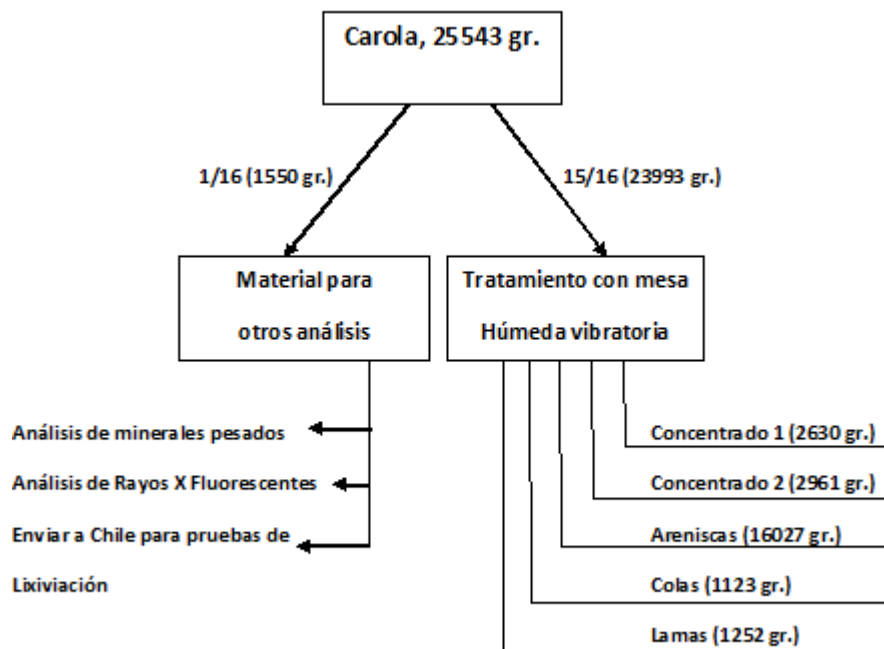 Carola, 25543 gr.
1/16 (1550 gr.)
15/16 (23993 gr.)
Material para
otros análisis
Tratamiento con mesa
Húmeda vibratoria
Análisis de minerales pesados
Análisis de Rayos X Fluorescentes
Enviar a Chile para pruebas de
Lixiviación
Concentrado 1 (2630 gr.)
Concentrado 2 (2961 gr.)
Areniscas (16027 gr.)
Colas (1123 gr.)
Lamas (1252 gr.)